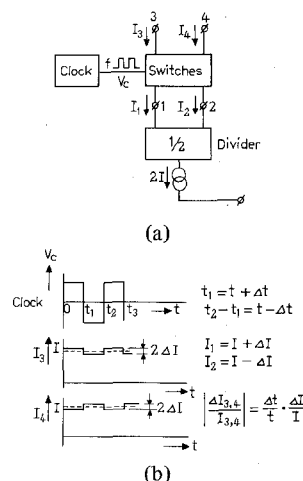 3 4
I₃ I₄
Clock f V_C Switches
I₁ 1 I₂ 2
1/2 Divider
2I
(a)
V_C
Clock 0 t₁ t₂ t₃ t
t₁ = t + Δt
t₂ - t₁ = t - Δt
I₃ I 2ΔI
t
I₁ = I + ΔI
I₂ = I - ΔI
I₄ I 2ΔI
t
|ΔI₃,₄/I₃,₄| = Δt/t · ΔI/I
(b)